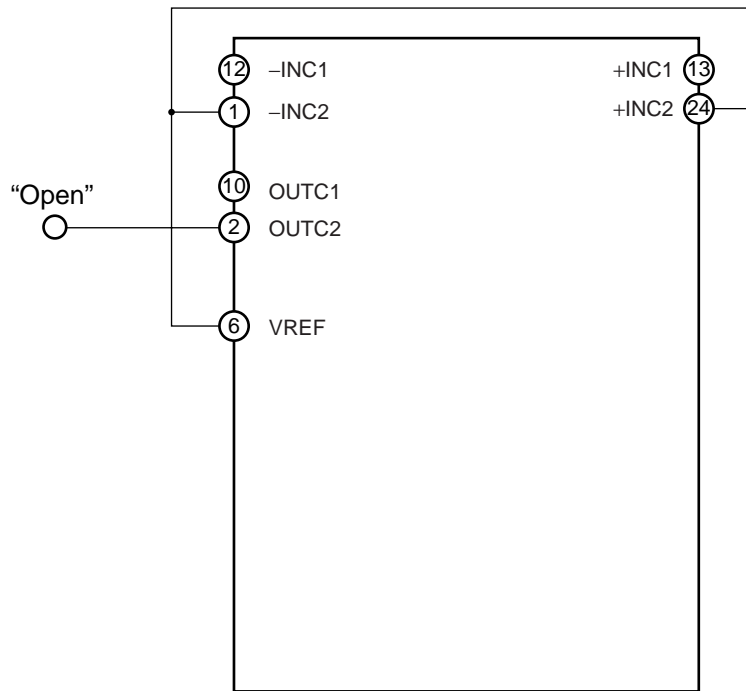 12 −INC1 +INC1 13
1 −INC2 +INC2 24
10 OUTC1
“Open”
2 OUTC2
6 VREF